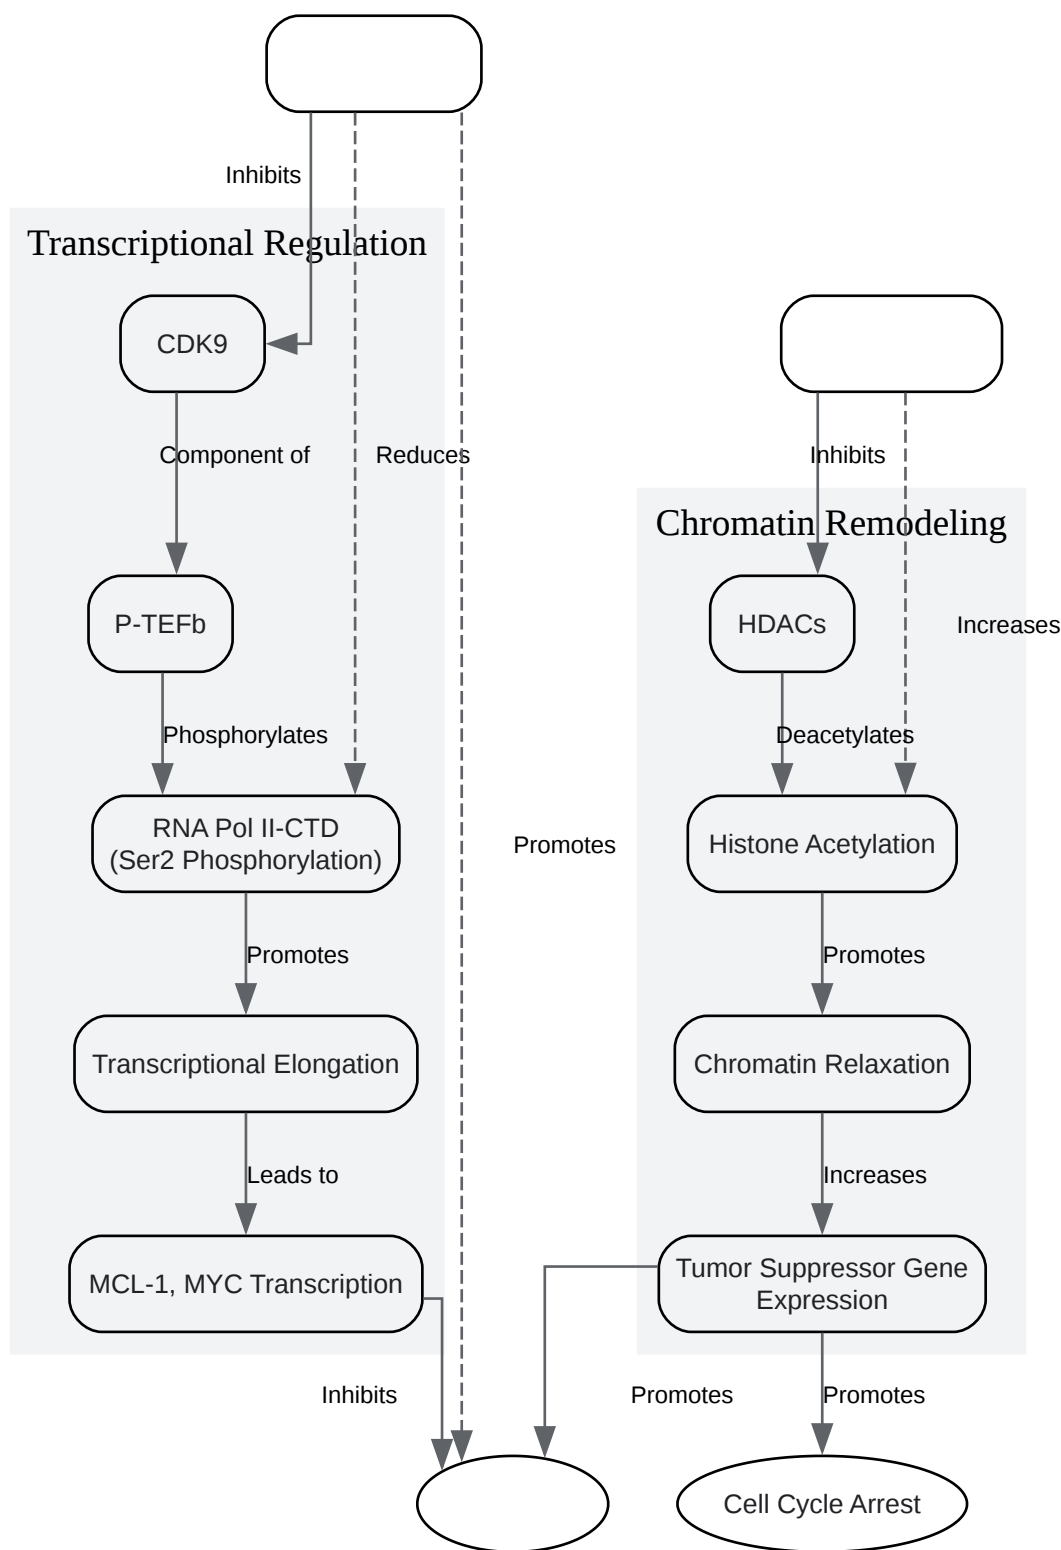 Inhibits
Transcriptional Regulation
CDK9
Component of
Reduces
Inhibits
Chromatin Remodeling
P-TEFb
HDACs
Increases
Phosphorylates
Deacetylates
RNA Pol II-CTD
(Ser2 Phosphorylation)
Promotes
Histone Acetylation
Promotes
Promotes
Transcriptional Elongation
Chromatin Relaxation
Leads to
Increases
MCL-1, MYC Transcription
Tumor Suppressor Gene
Expression
Inhibits
Promotes
Promotes
Cell Cycle Arrest